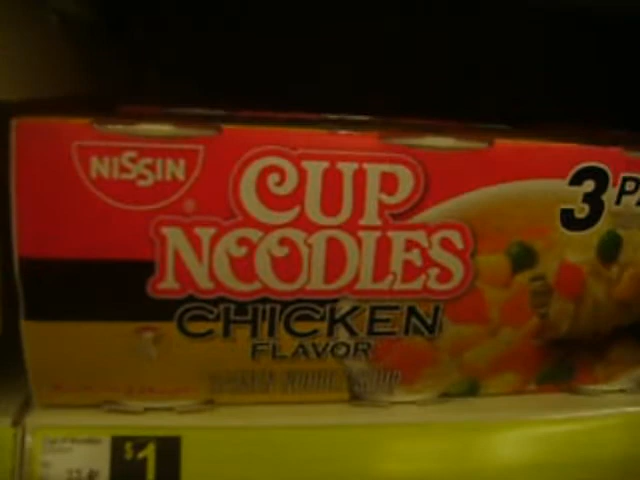 NISSIN
®
CUP
NOODLES
CHICKEN
FLAVOR
3
$1